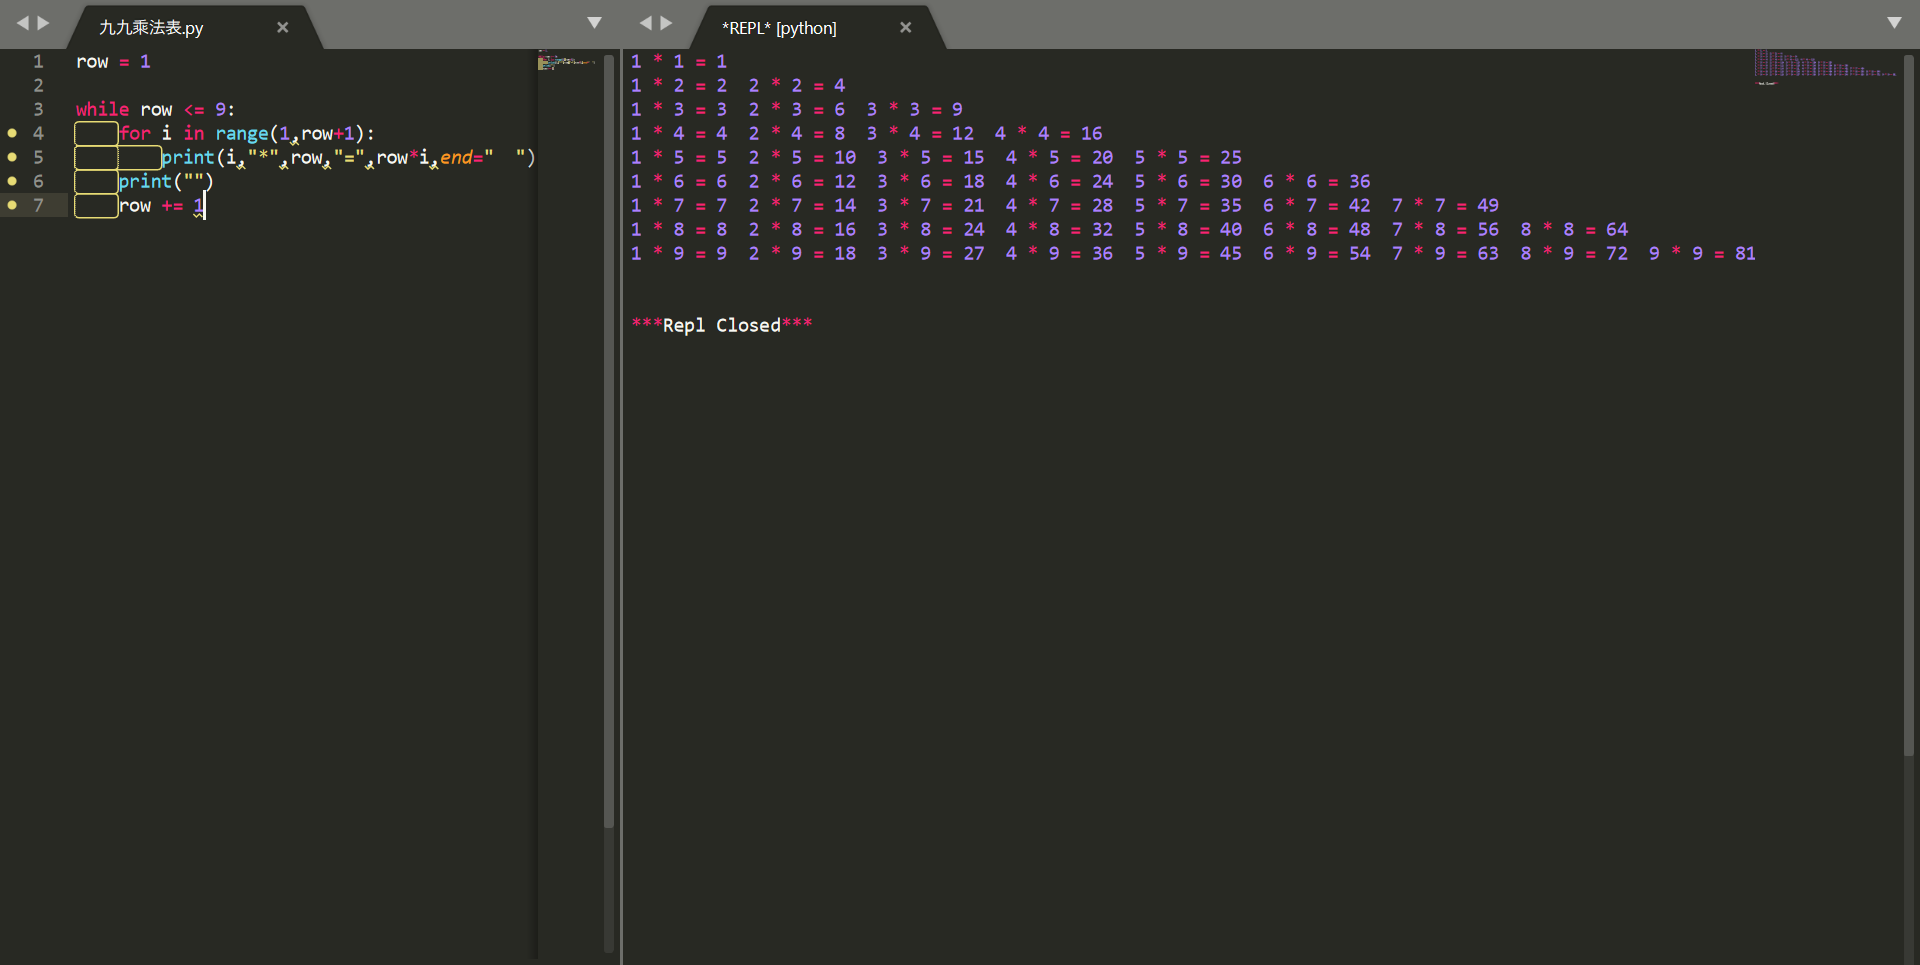 九九乘法表.py
1 row = 1
2
3 while row <= 9:
4     for i in range(1,row+1):
5         print(i,"*",row,"=",row*i,end="  ")
6     print("")
7     row += 1
*REPL* [python]
1 * 1 = 1
1 * 2 = 2  2 * 2 = 4
1 * 3 = 3  2 * 3 = 6  3 * 3 = 9
1 * 4 = 4  2 * 4 = 8  3 * 4 = 12  4 * 4 = 16
1 * 5 = 5  2 * 5 = 10  3 * 5 = 15  4 * 5 = 20  5 * 5 = 25
1 * 6 = 6  2 * 6 = 12  3 * 6 = 18  4 * 6 = 24  5 * 6 = 30  6 * 6 = 36
1 * 7 = 7  2 * 7 = 14  3 * 7 = 21  4 * 7 = 28  5 * 7 = 35  6 * 7 = 42  7 * 7 = 49
1 * 8 = 8  2 * 8 = 16  3 * 8 = 24  4 * 8 = 32  5 * 8 = 40  6 * 8 = 48  7 * 8 = 56  8 * 8 = 64
1 * 9 = 9  2 * 9 = 18  3 * 9 = 27  4 * 9 = 36  5 * 9 = 45  6 * 9 = 54  7 * 9 = 63  8 * 9 = 72  9 * 9 = 81
***Repl Closed***